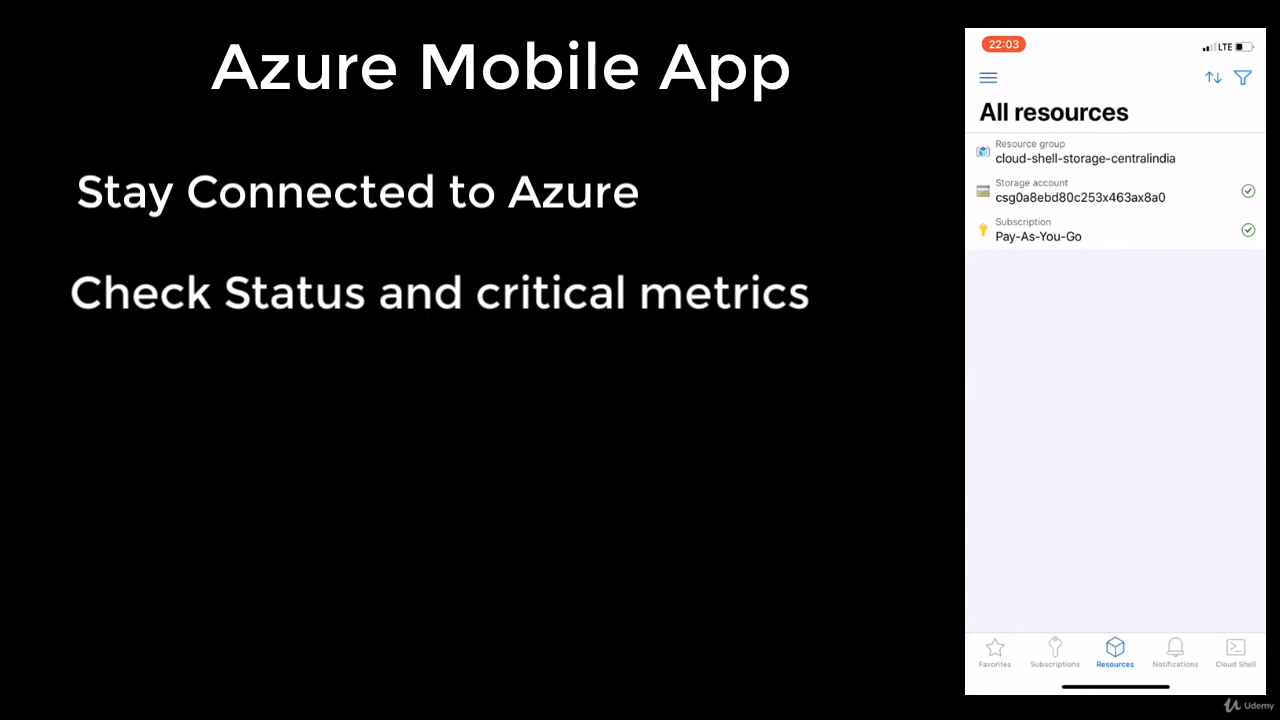 Azure Mobile App
Stay Connected to Azure
Check Status and critical metrics
22:03
LTE
All resources
Resource group
cloud-shell-storage-centralindia
Storage account
csg0a8ebd80c253x463ax8a0
Subscription
Pay-As-You-Go
Favorites
Subscriptions
Resources
Notifications
Cloud Shell
Udemy